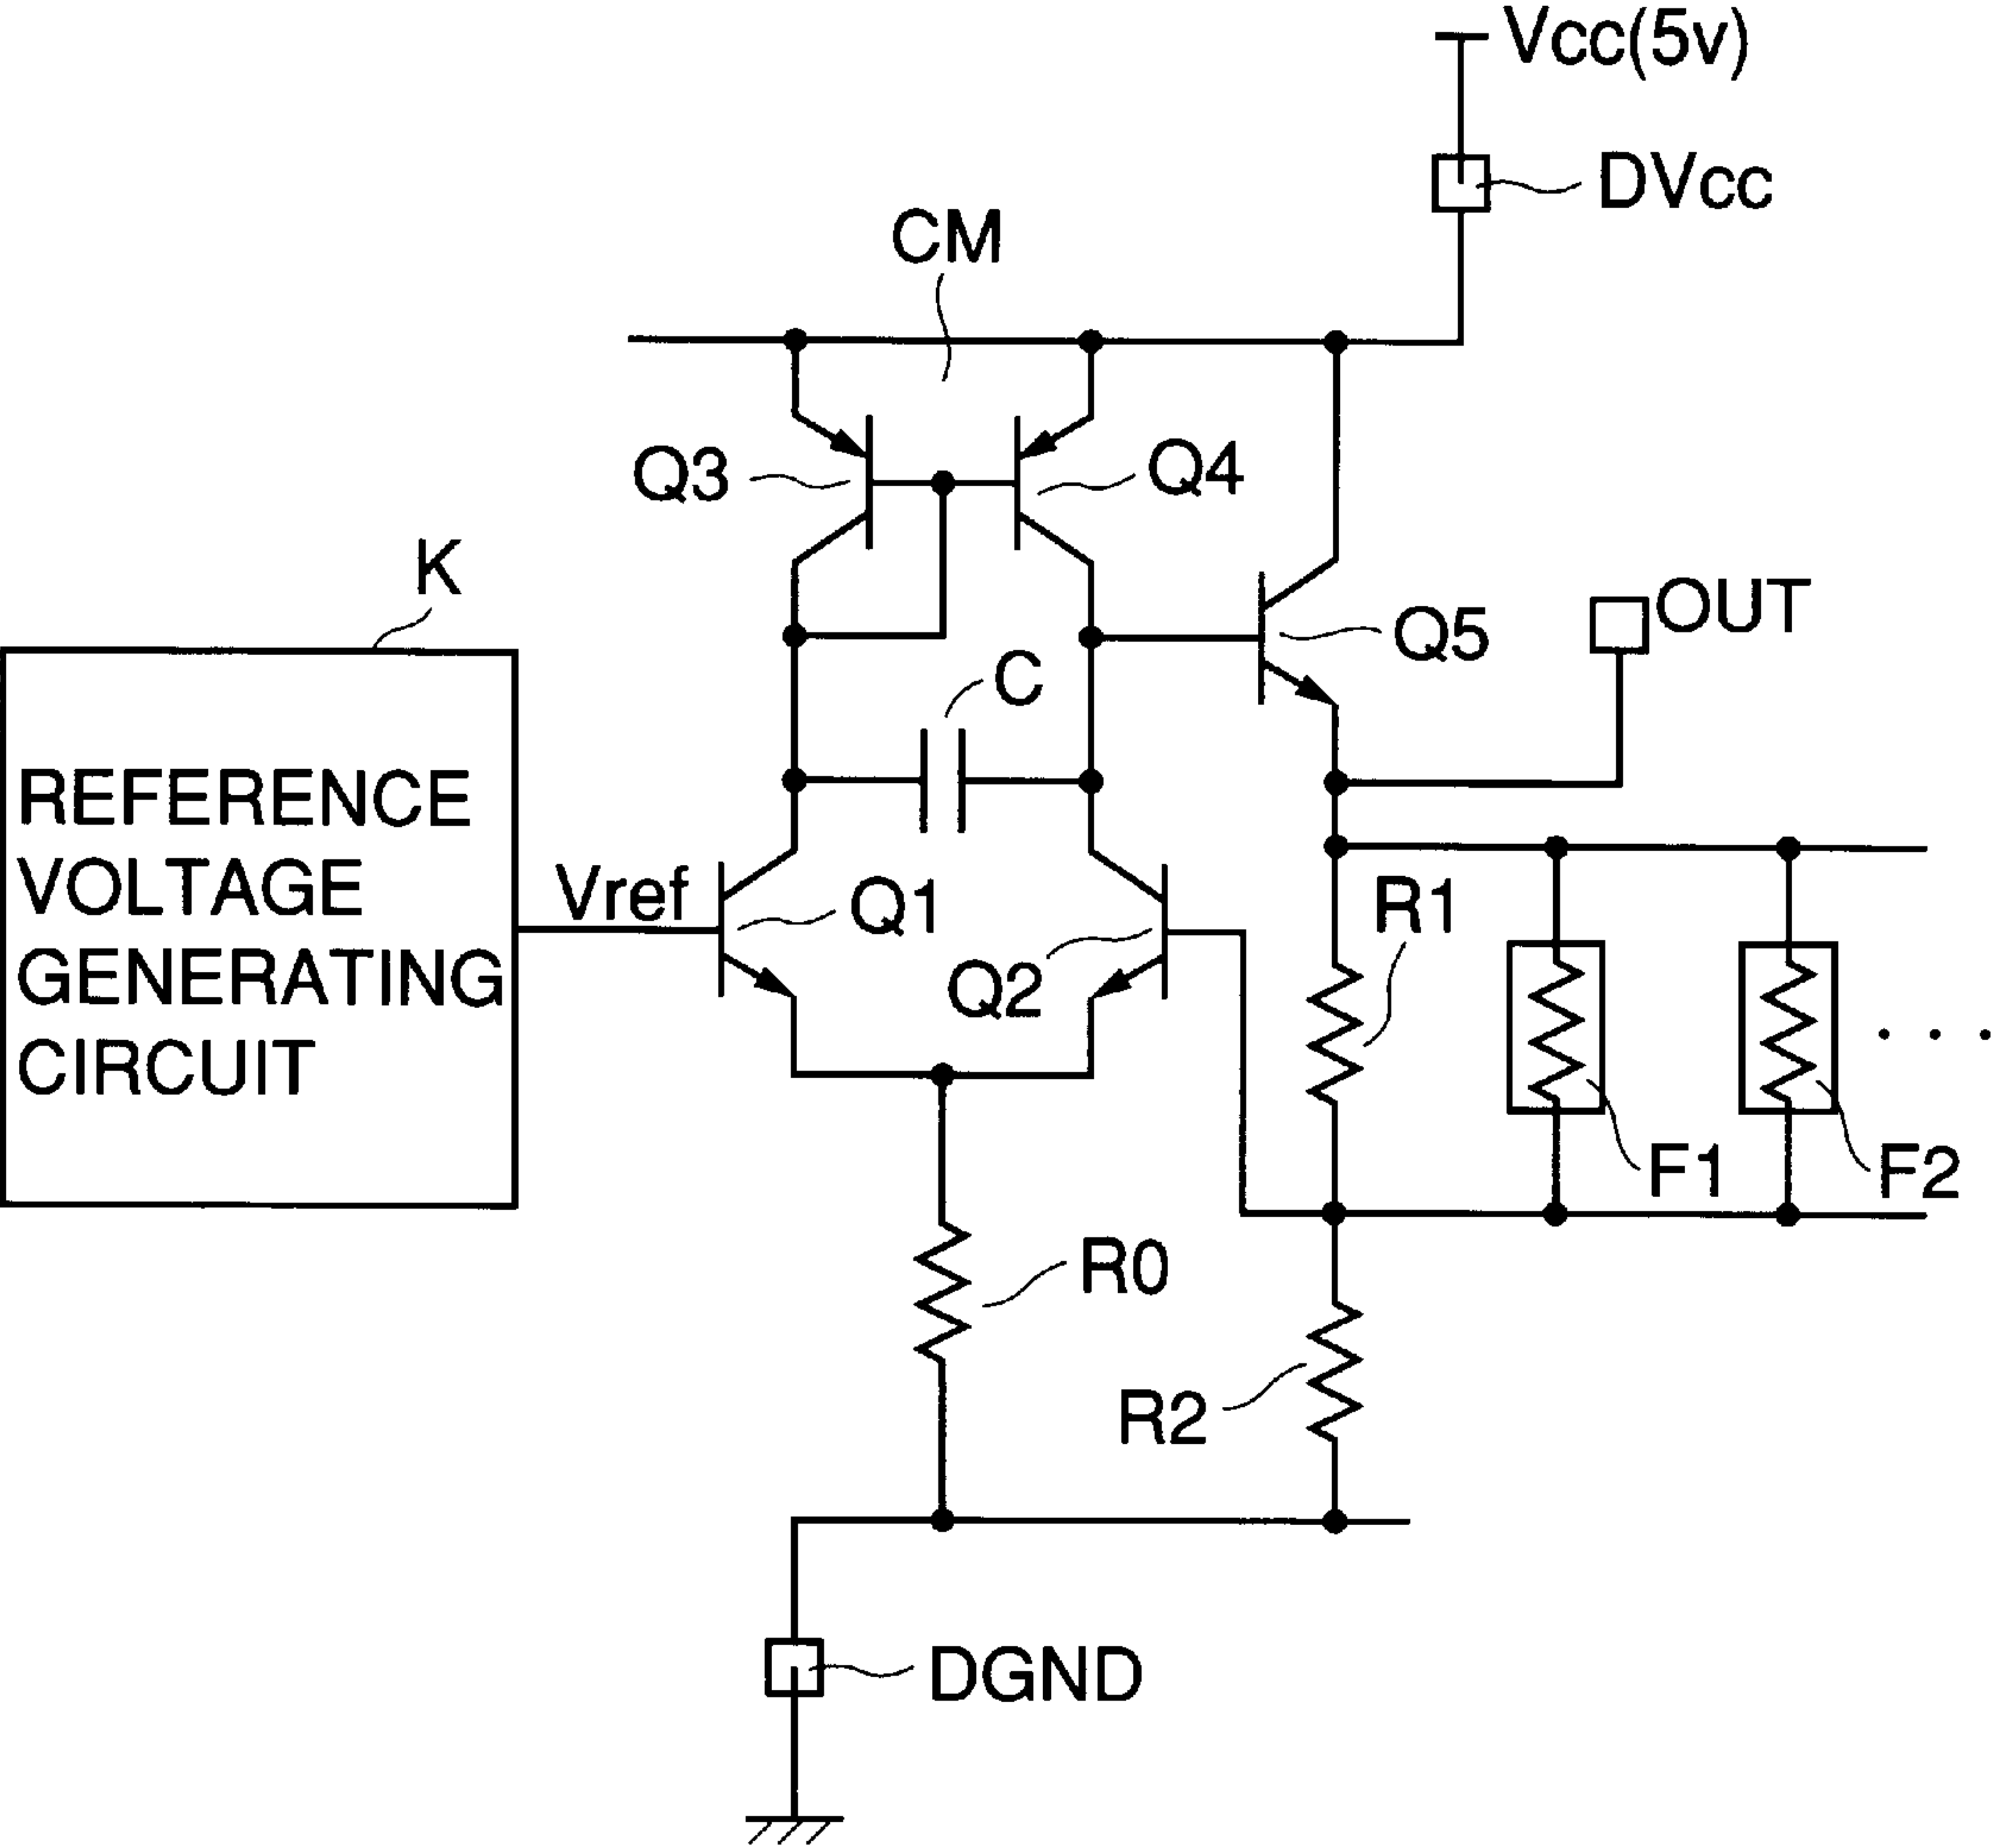 Vcc(5v)
DVcc
CM
Q3
Q4
K
OUT
Q5
C
REFERENCE
VOLTAGE
GENERATING
CIRCUIT
Vref
Q1
Q2
R1
F1
F2
R0
R2
DGND